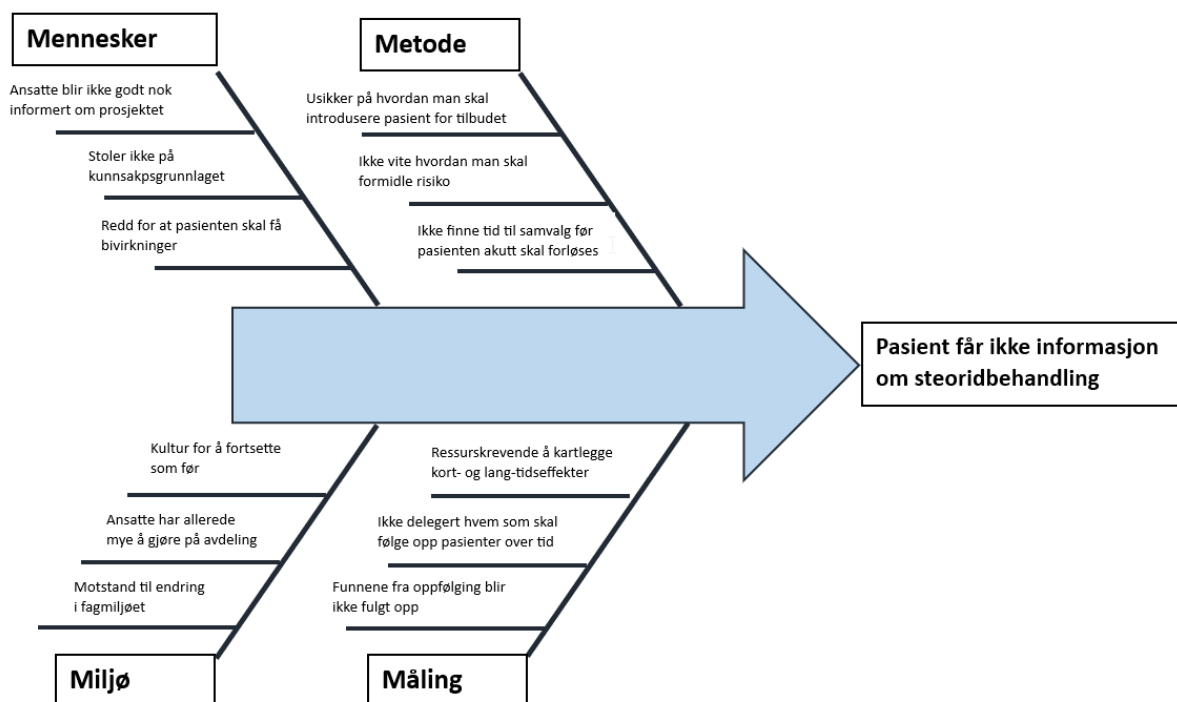 Mennesker
Ansatte blir ikke godt nok
informert om prosjektet
Stoler ikke på
kunnsakpsgrunnlaget
Redd for at pasienten skal få
bivirkninger
Metode
Usikker på hvordan man skal
introdusere pasient for tilbudet
Ikke vite hvordan man skal
formidle risiko
Ikke finne tid til samvalg før
pasienten akutt skal forløses
Pasient får ikke informasjon
om steoridbehandling
Kultur for å fortsette
som før
Ansatte har allerede
mye å gjøre på avdeling
Motstand til endring
i fagmiljøet
Miljø
Ressurskrevende å kartlegge
kort- og lang-tidseffekter
Ikke delegert hvem som skal
følge opp pasienter over tid
Funnene fra oppfølging blir
ikke fulgt opp
Måling